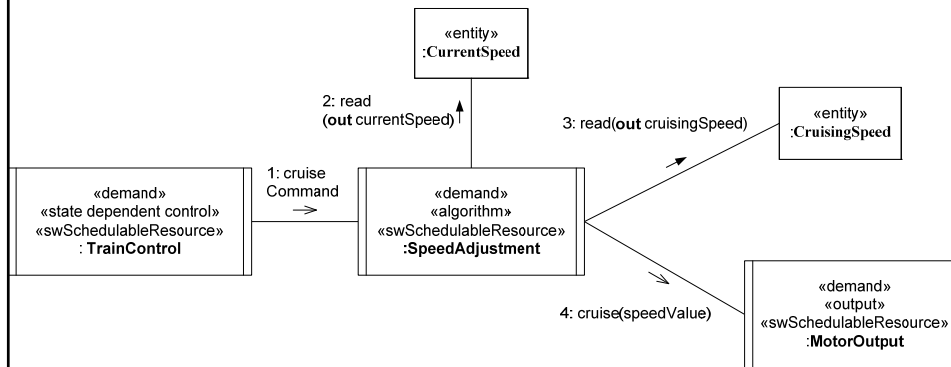 «entity»
:CurrentSpeed
2: read
(out currentSpeed)
3: read(out cruisingSpeed)
«entity»
:CruisingSpeed
«demand»
«state dependent control»
«swSchedulableResource»
: TrainControl
1: cruise
Command
«demand»
«algorithm»
«swSchedulableResource»
:SpeedAdjustment
4: cruise(speedValue)
«demand»
«output»
«swSchedulableResource»
:MotorOutput